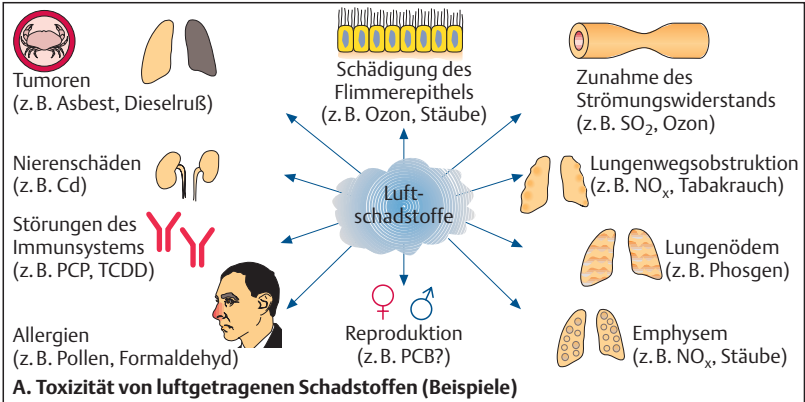 Tumoren
(z. B. Asbest, Dieselruß)
Schädigung des
Flimmerepithels
(z. B. Ozon, Stäube)
Zunahme des
Strömungswiderstands
(z. B. SO₂, Ozon)
Nierenschäden
(z. B. Cd)
Luft-
schadstoffe
Lungenwegsobstruktion
(z. B. NOₓ, Tabakrauch)
Störungen des
Immunsystems
(z. B. PCP, TCDD)
Lungenödem
(z. B. Phosgen)
Allergien
(z. B. Pollen, Formaldehyd)
Reproduktion
(z. B. PCB?)
Emphysem
(z. B. NOₓ, Stäube)
A. Toxizität von luftgetragenen Schadstoffen (Beispiele)